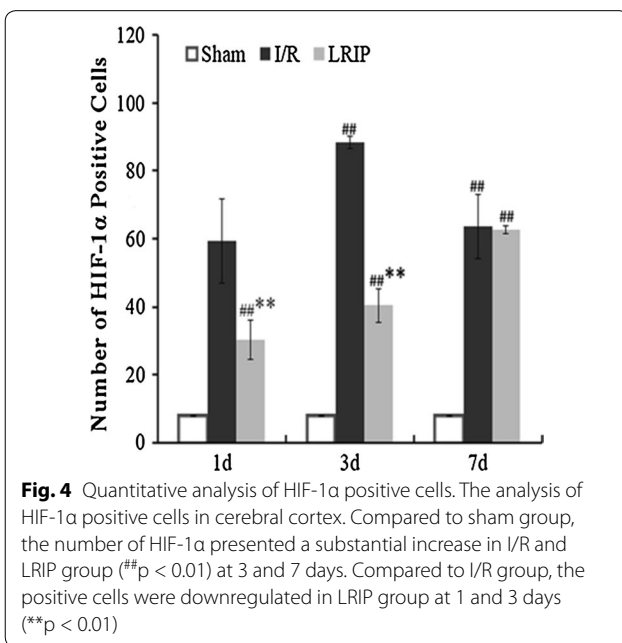 120
Sham I/R LRIP
100
##
80
## ##
60
##** ##**
40
20
0
Number of HIF-1α Positive Cells
1d 3d 7d
Fig. 4 Quantitative analysis of HIF-1α positive cells. The analysis of
HIF-1α positive cells in cerebral cortex. Compared to sham group,
the number of HIF-1α presented a substantial increase in I/R and
LRIP group (##p < 0.01) at 3 and 7 days. Compared to I/R group, the
positive cells were downregulated in LRIP group at 1 and 3 days
(**p < 0.01)